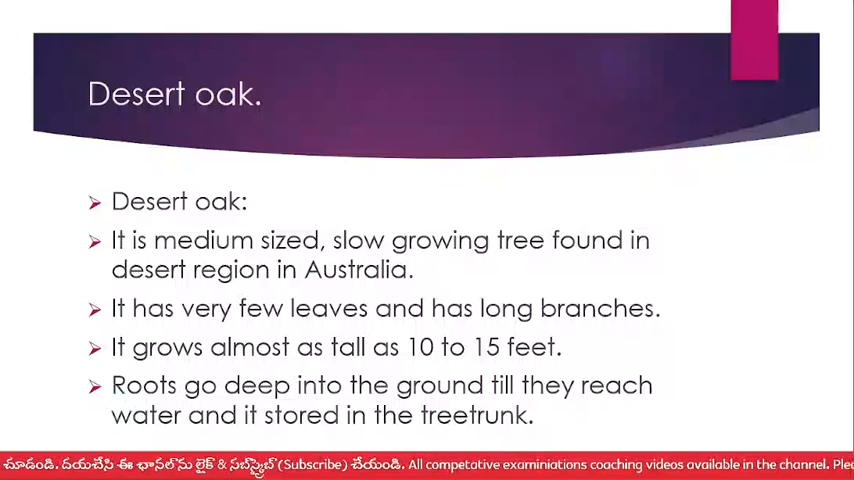 Desert oak.
Desert oak:
It is medium sized, slow growing tree found in
desert region in Australia.
It has very few leaves and has long branches.
It grows almost as tall as 10 to 15 feet.
Roots go deep into the ground till they reach
water and it stored in the treetrunk.
చూడండి. దయచేసి ఈ ఛానల్‌ను లైక్ & సబ్‌స్క్రైబ్ (Subscribe) చేయండి. All competative examiniations coaching videos available in the channel. Plea